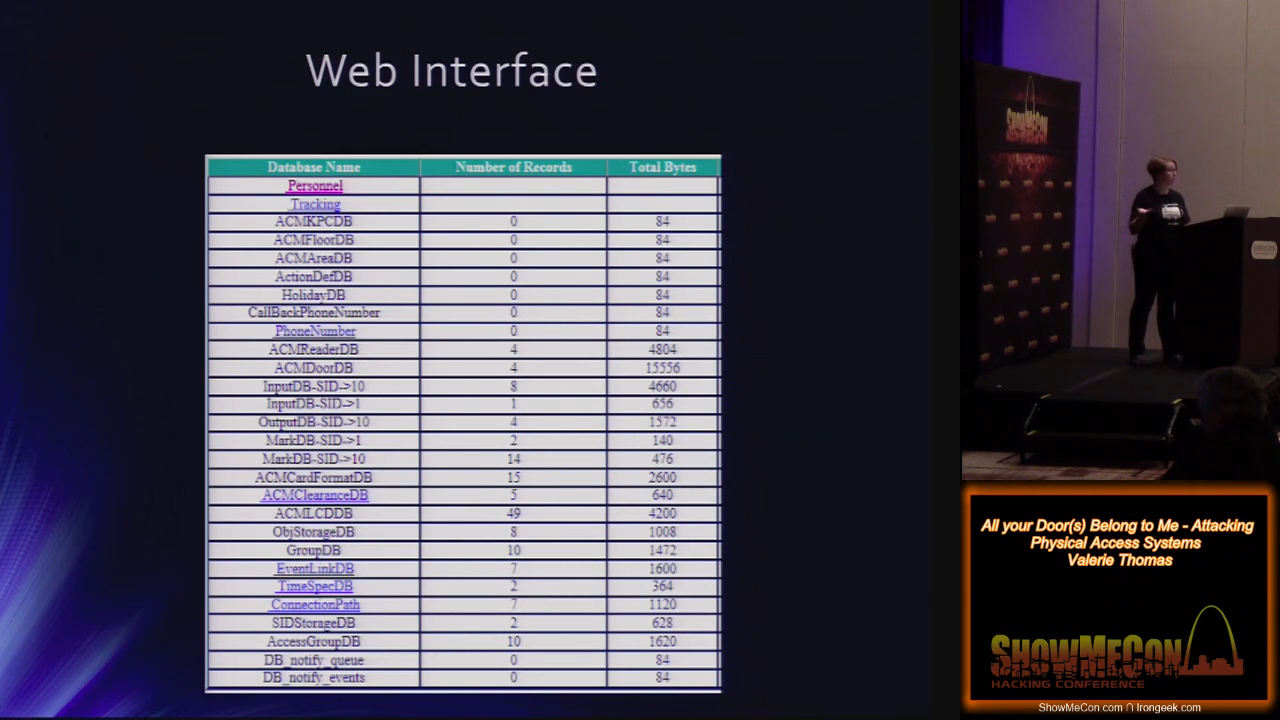 Web Interface
Database Name Number of Records Total Bytes
Personnel
Tracking
ACMKPCDB 0 84
ACMFloorDB 0 84
ACMAreaDB 0 84
ActionDefDB 0 84
HolidayDB 0 84
CallBackPhoneNumber 0 84
PhoneNumber 0 84
ACMReaderDB 4 4804
ACMDoorDB 4 15556
InputDB-SID->10 8 4660
InputDB-SID->1 1 656
OutputDB-SID->10 4 1572
MarkDB-SID->1 2 140
MarkDB-SID->10 14 476
ACMCardFormatDB 15 2600
ACMClearanceDB 5 640
ACMLCDDB 49 4200
ObjStorageDB 8 1008
GroupDB 10 1472
EventLinkDB 7 1600
TimeSpecDB 2 364
ConnectionPath 7 1120
SIDStorageDB 2 628
AccessGroupDB 10 1620
DB_notify_queue 0 84
DB_notify_events 0 84
ShowMeCon
All your Door(s) Belong to Me - Attacking
Physical Access Systems
Valerie Thomas
ShowMeCon
HACKING CONFERENCE
ShowMeCon.com ∩ Irongeek.com